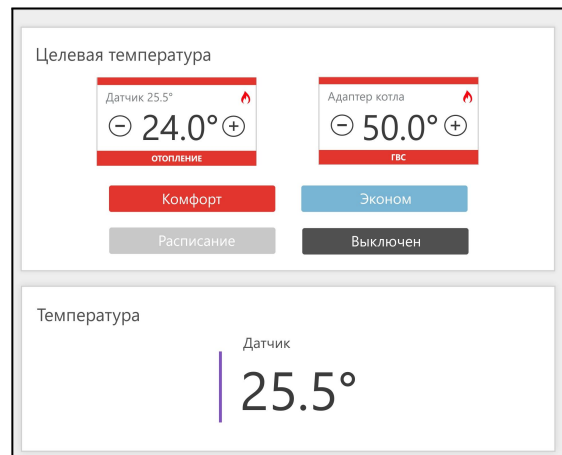 Целевая температура
Датчик 25.5°
− 24.0° +
ОТОПЛЕНИЕ
Адаптер котла
− 50.0° +
ГВС
Комфорт
Эконом
Расписание
Выключен
Температура
Датчик
25.5°